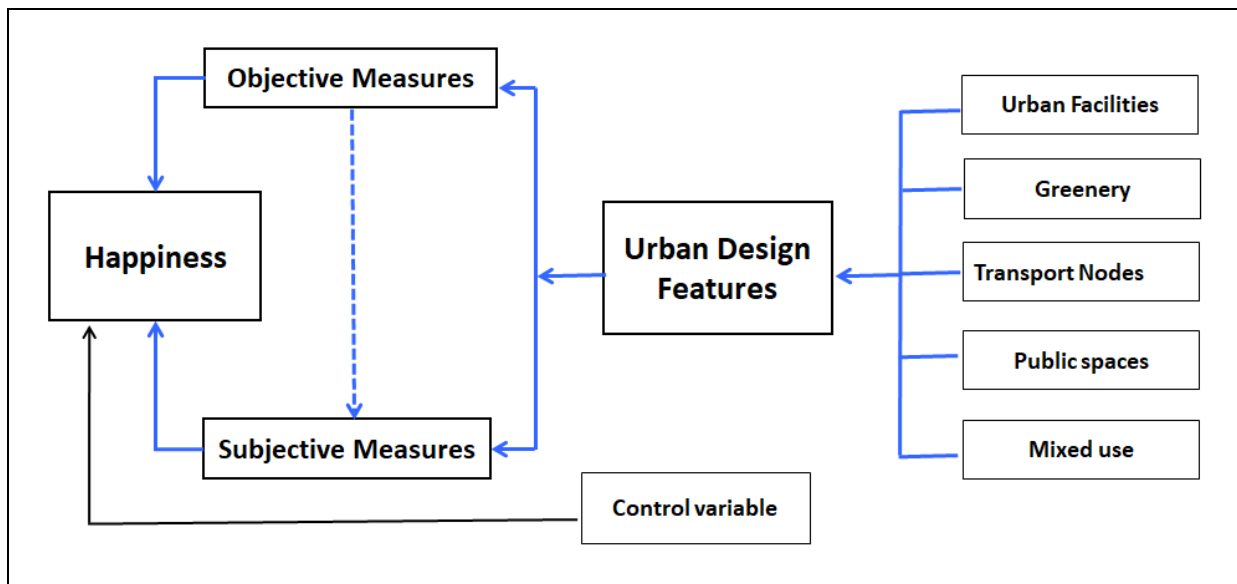 Objective Measures
Happiness
Subjective Measures
Control variable
Urban Design
Features
Urban Facilities
Greenery
Transport Nodes
Public spaces
Mixed use